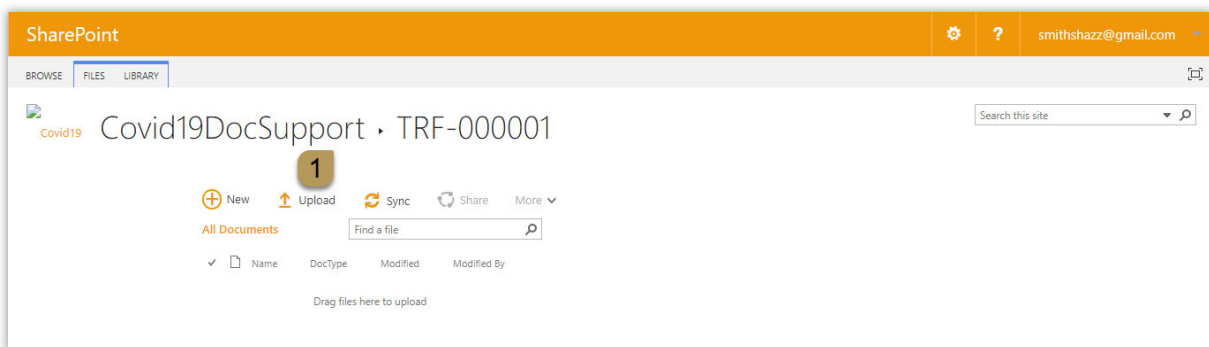 SharePoint ? smithshazz@gmail.com
BROWSE FILES LIBRARY
Covid19 Covid19DocSupport ▸ TRF-000001 Search this site
1
New Upload Sync Share More
All Documents Find a file
Name DocType Modified Modified By
Drag files here to upload